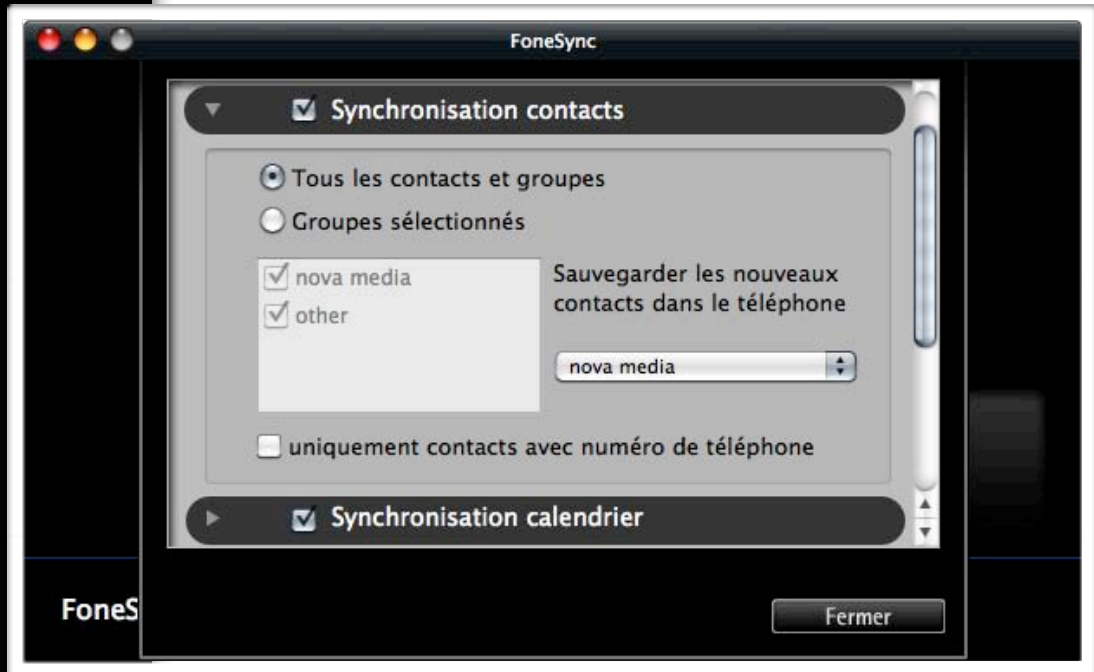 FoneSync
Synchronisation contacts
Tous les contacts et groupes
Groupes sélectionnés
nova media
other
Sauvegarder les nouveaux
contacts dans le téléphone
nova media
uniquement contacts avec numéro de téléphone
Synchronisation calendrier
FoneS
Fermer